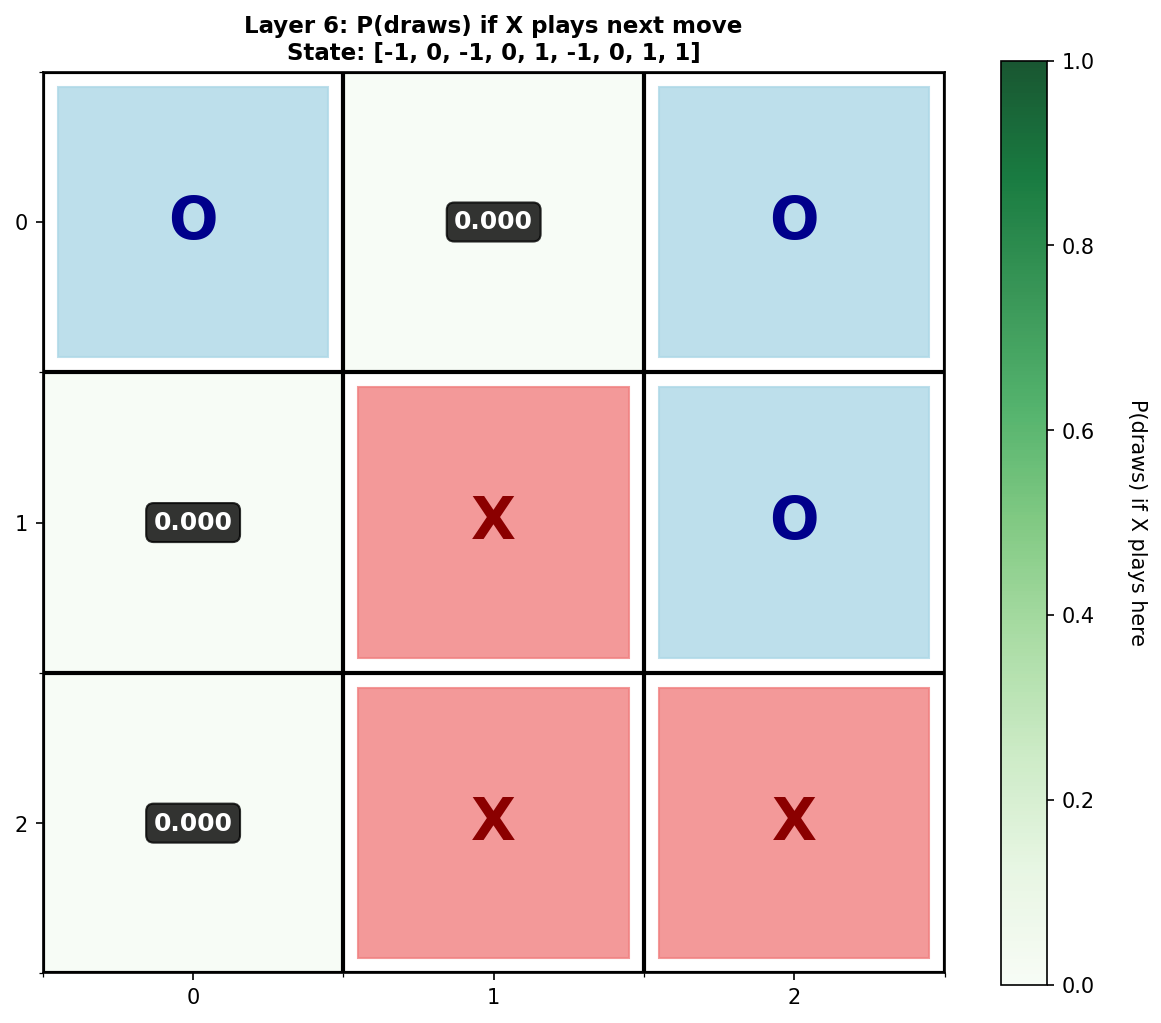 Layer 6: P(draws) if X plays next move
State: [-1, 0, -1, 0, 1, -1, 0, 1, 1]
0
O
0.000
O
1
0.000
X
O
2
0.000
X
X
0
1
2
1.0
0.8
0.6
0.4
0.2
0.0
P(draws) if X plays here